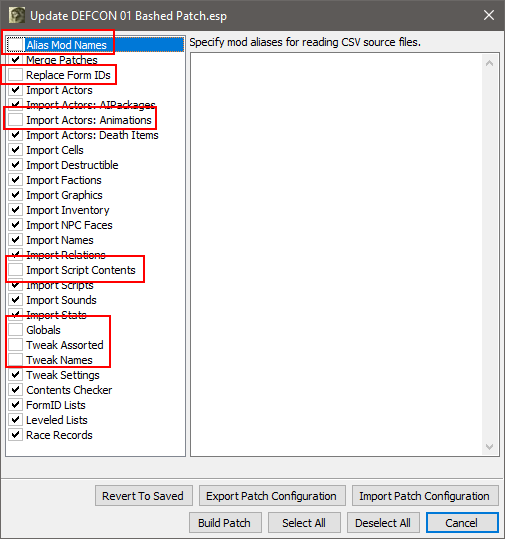 Update DEFCON 01 Bashed Patch.esp
Alias Mod Names
Specify mod aliases for reading CSV source files.
Merge Patches
Replace Form IDs
Import Actors
Import Actors: AIPackages
Import Actors: Animations
Import Actors: Death Items
Import Cells
Import Destructible
Import Factions
Import Graphics
Import Inventory
Import NPC Faces
Import Names
Import Relations
Import Script Contents
Import Scripts
Import Sounds
Import Stats
Globals
Tweak Assorted
Tweak Names
Tweak Settings
Contents Checker
FormID Lists
Leveled Lists
Race Records
Revert To Saved
Export Patch Configuration
Import Patch Configuration
Build Patch
Select All
Deselect All
Cancel